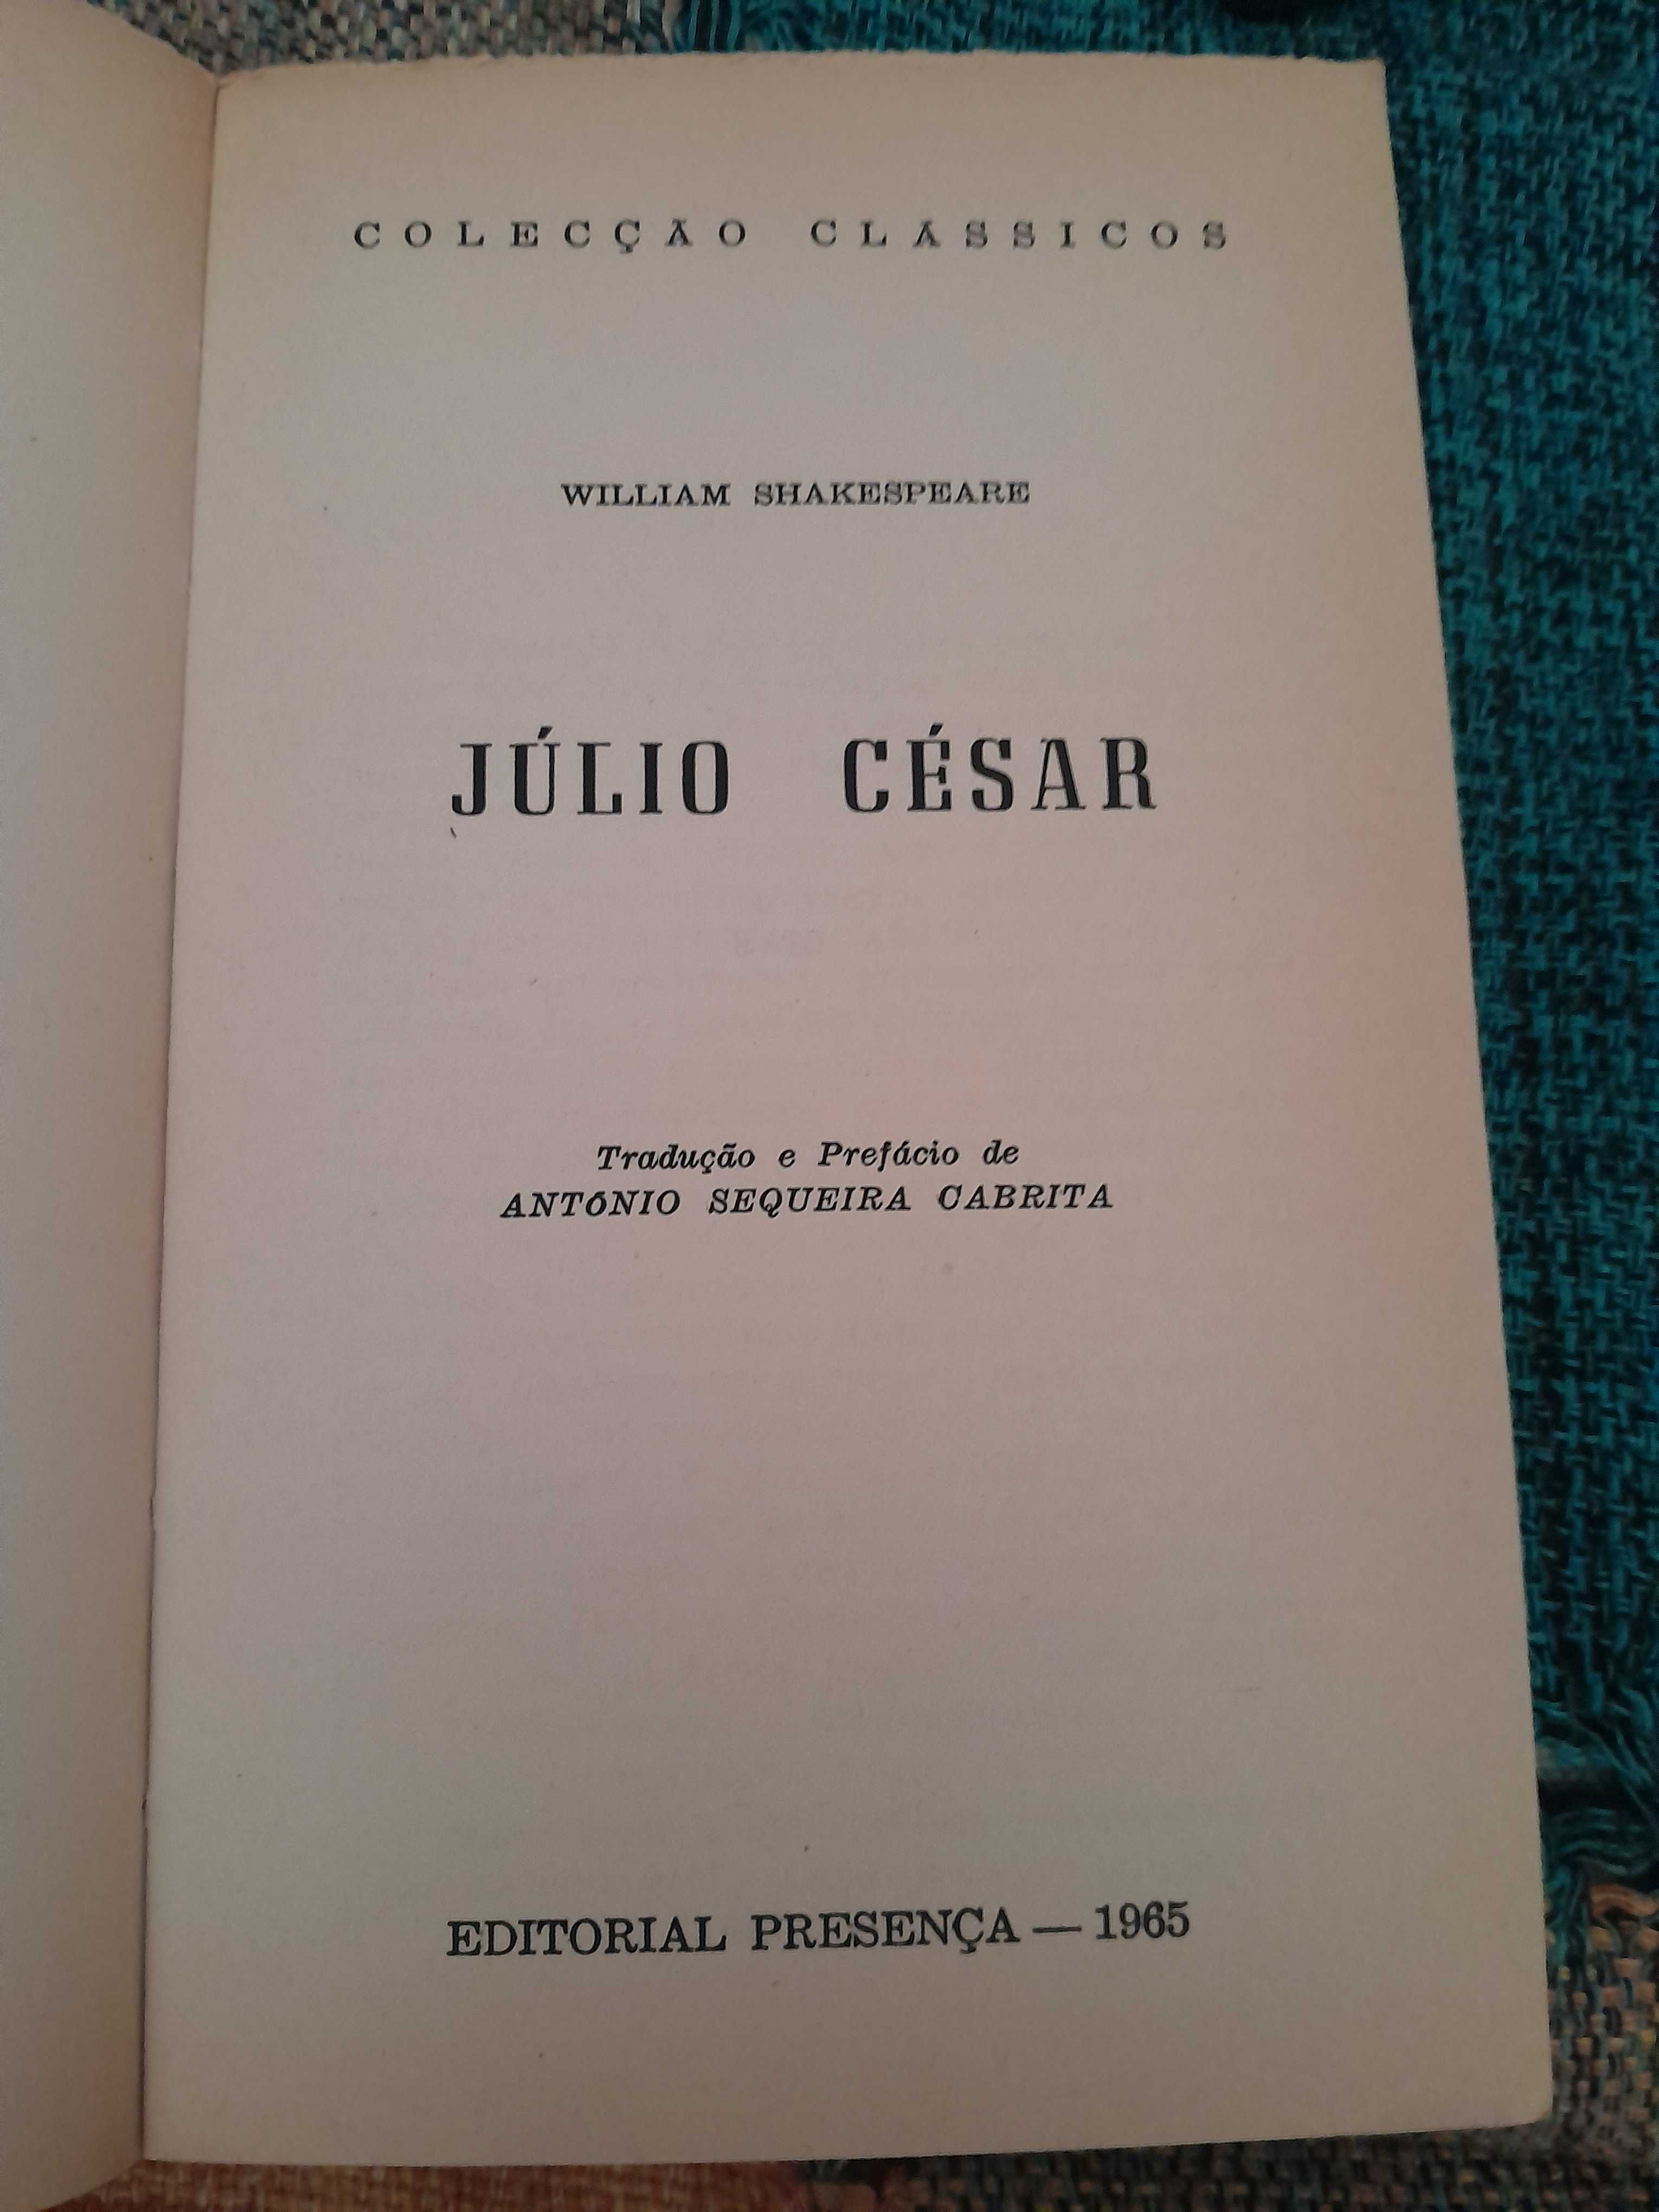 COLECÇÃO CLÁSSICOS
WILLIAM SHAKESPEARE
JÚLIO CÉSAR
Tradução e Prefácio de
ANTÓNIO SEQUEIRA CABRITA
EDITORIAL PRESENÇA — 1965